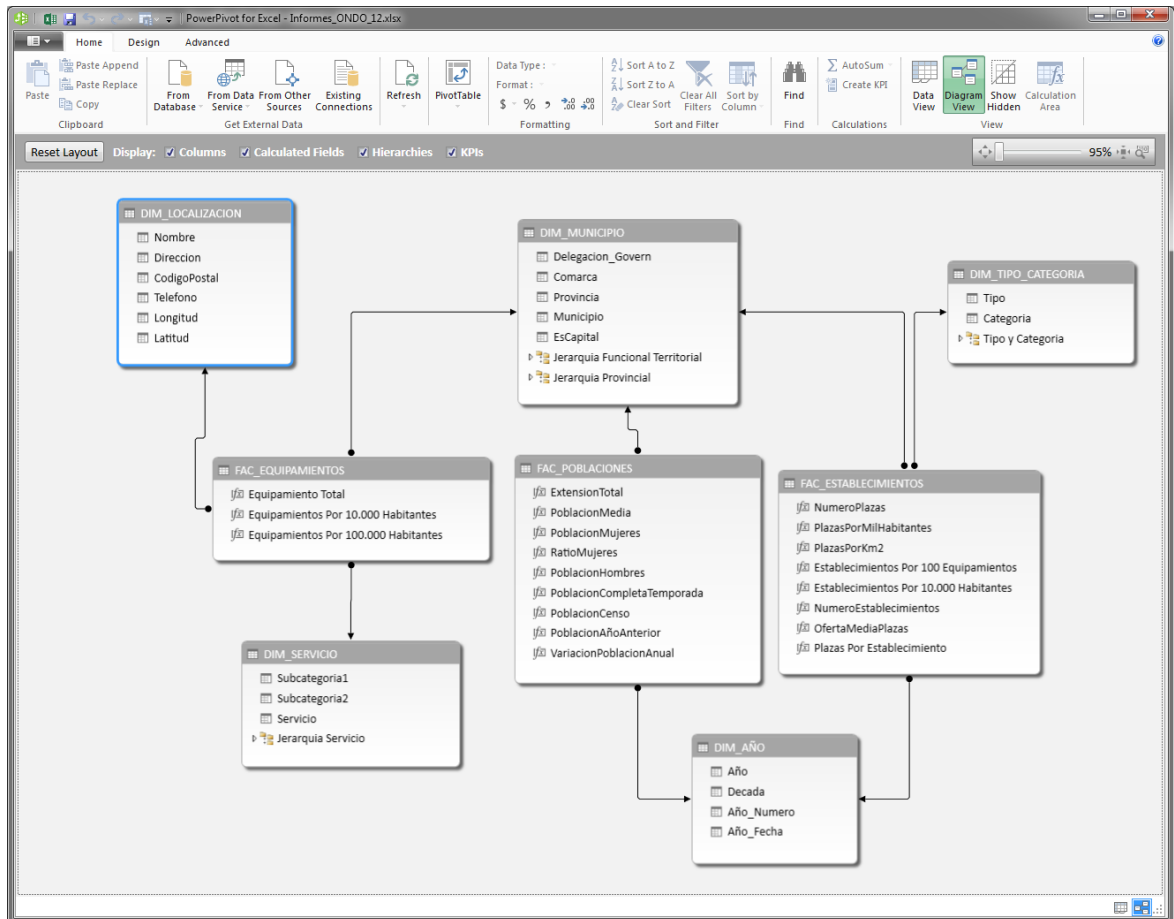 PowerPivot for Excel - Informes_ONDO_12.xlsx
Home Design Advanced
Paste
Paste Append
Paste Replace
Copy
Clipboard
From Database
From Data Service
From Other Sources
Existing Connections
Get External Data
Refresh
PivotTable
Data Type :
Format :
$ % , .00 .00
Formatting
Sort A to Z
Sort Z to A
Clear Sort
Clear All Filters
Sort by Column
Sort and Filter
Find
Find
AutoSum
Create KPI
Calculations
Data View
Diagram View
Show Hidden
Calculation Area
View
Reset Layout Display: Columns Calculated Fields Hierarchies KPIs 95%
DIM_LOCALIZACION
Nombre
Direccion
CodigoPostal
Telefono
Longitud
Latitud
DIM_MUNICIPIO
Delegacion_Govern
Comarca
Provincia
Municipio
EsCapital
Jerarquia Funcional Territorial
Jerarquia Provincial
DIM_TIPO_CATEGORIA
Tipo
Categoria
Tipo y Categoria
FAC_EQUIPAMIENTOS
Equipamiento Total
Equipamientos Por 10.000 Habitantes
Equipamientos Por 100.000 Habitantes
FAC_POBLACIONES
ExtensionTotal
PoblacionMedia
PoblacionMujeres
RatioMujeres
PoblacionHombres
PoblacionCompletaTemporada
PoblacionCenso
PoblacionAñoAnterior
VariacionPoblacionAnual
FAC_ESTABLECIMIENTOS
NumeroPlazas
PlazasPorMilHabitantes
PlazasPorKm2
Establecimientos Por 100 Equipamientos
Establecimientos Por 10.000 Habitantes
NumeroEstablecimientos
OfertaMediaPlazas
Plazas Por Establecimiento
DIM_SERVICIO
Subcategoria1
Subcategoria2
Servicio
Jerarquia Servicio
DIM_AÑO
Año
Decada
Año_Numero
Año_Fecha